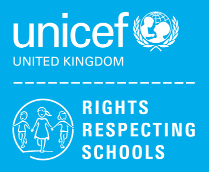 unicef
UNITED KINGDOM
RIGHTS
RESPECTING
SCHOOLS